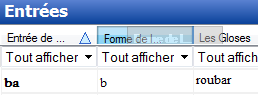 Entrées
Entrée de ... Forme de l... Les Gloses
Tout afficher Tout afficher Tout afficher
ba b roubar